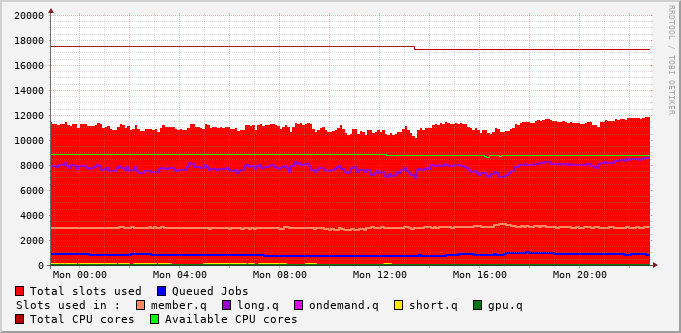 20000
18000
16000
14000
12000
10000
8000
6000
4000
2000
0
Mon 00:00 Mon 04:00 Mon 08:00 Mon 12:00 Mon 16:00 Mon 20:00
Total slots used Queued Jobs
Slots used in : member.q long.q ondemand.q short.q gpu.q
Total CPU cores Available CPU cores
RRDTOOL / TOBI OETIKER